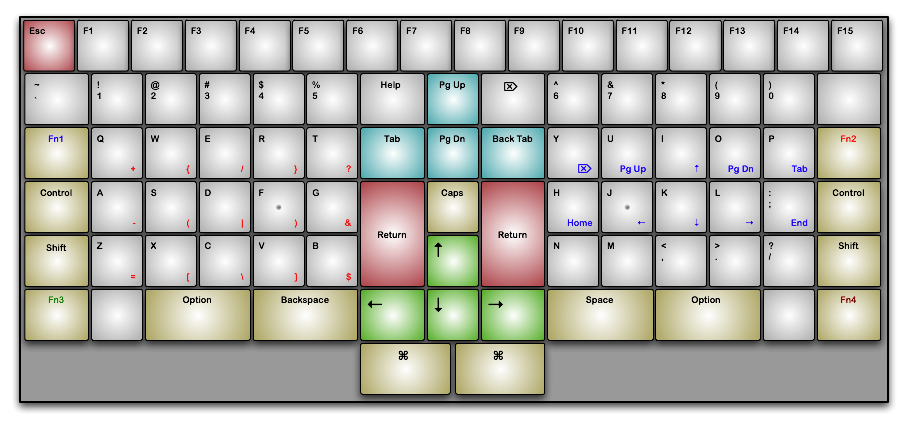 Esc F1 F2 F3 F4 F5 F6 F7 F8 F9 F10 F11 F12 F13 F14 F15
~ ! @ # $ % Help Pg Up ⌦ ^ & * ( )
. 1 2 3 4 5 6 7 8 9 0
Fn1 Q W E R T Tab Pg Dn Back Tab Y U I O P Fn2
+ { / } ? ⌦ Pg Up ↑ Pg Dn Tab
Control A S D F G Caps H J K L : Control
;
- ( | ) & Home ← ↓ → End
Return Return
Shift Z X C V B ↑ N M < > ? Shift
, . /
= [ \ ] $
Fn3 Option Backspace ← ↓ → Space Option Fn4
⌘ ⌘